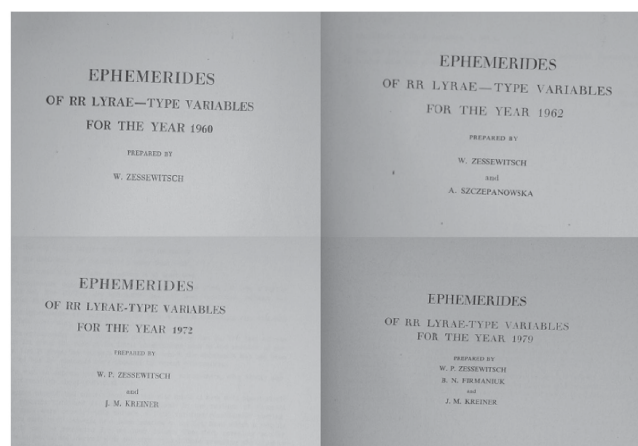 EPHEMERIDES
OF RR LYRAE—TYPE VARIABLES
FOR THE YEAR 1960
PREPARED BY
W. ZESSEWITSCH
EPHEMERIDES
OF RR LYRAE—TYPE VARIABLES
FOR THE YEAR 1962
PREPARED BY
W. ZESSEWITSCH
and
A. SZCZEPANOWSKA
EPHEMERIDES
OF RR LYRAE-TYPE VARIABLES
FOR THE YEAR 1972
PREPARED BY
W. P. ZESSEWITSCH
and
J. M. KREINER
EPHEMERIDES
OF RR LYRAE-TYPE VARIABLES
FOR THE YEAR 1979
PREPARED BY
W. P. ZESSEWITSCH
B. N. FIRMANIUK
and
J. M. KREINER